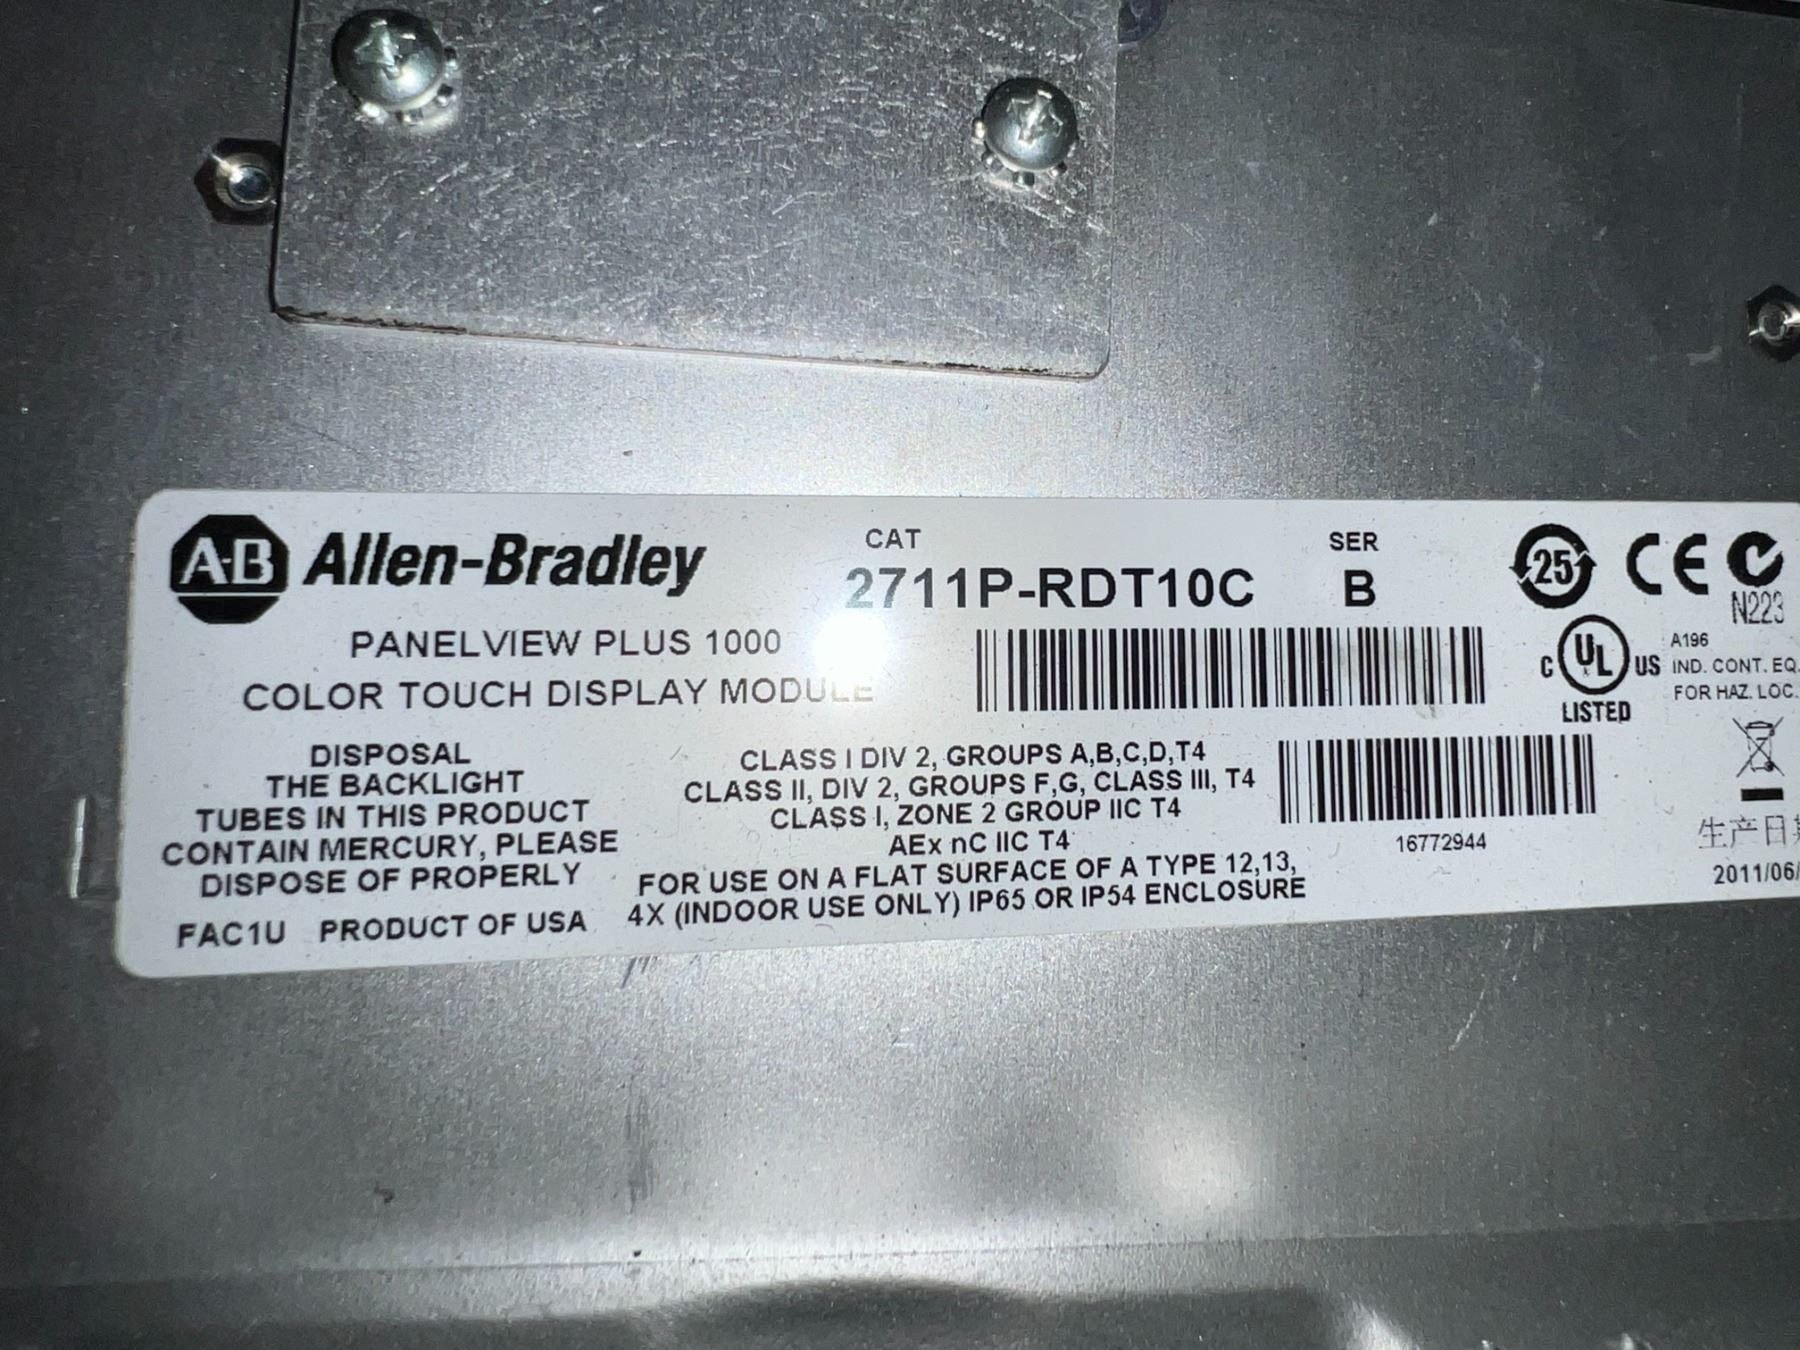 A-B Allen-Bradley
CAT
2711P-RDT10C
SER
B
25
CE
N223
PANELVIEW PLUS 1000
COLOR TOUCH DISPLAY MODULE
C UL US
LISTED
A196
IND. CONT. EQ.
FOR HAZ. LOC.
DISPOSAL
THE BACKLIGHT
TUBES IN THIS PRODUCT
CONTAIN MERCURY, PLEASE
DISPOSE OF PROPERLY
FAC1U PRODUCT OF USA
CLASS I DIV 2, GROUPS A,B,C,D,T4
CLASS II, DIV 2, GROUPS F,G, CLASS III, T4
CLASS I, ZONE 2 GROUP IIC T4
AEx nC IIC T4
FOR USE ON A FLAT SURFACE OF A TYPE 12,13,
4X (INDOOR USE ONLY) IP65 OR IP54 ENCLOSURE
16772944
生产日
2011/06/